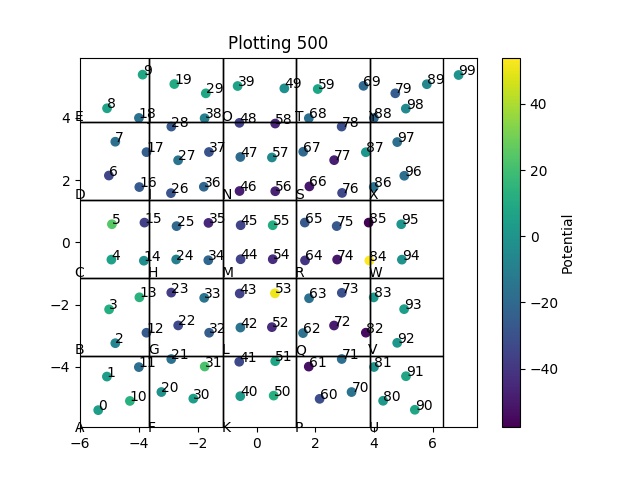 Plotting 500
9 19 29 39 49 59 69 79 89 99
8 18 28 38 48 58 68 78 88 98
E O T Y
7 17 27 37 47 57 67 77 87 97
6 16 26 36 46 56 66 76 86 96
D N S X
5 15 25 35 45 55 65 75 85 95
4 14 24 34 44 54 64 74 84 94
C H M R W
3 13 23 33 43 53 63 73 83 93
2 12 22 32 42 52 62 72 82 92
B G L Q V
1 11 21 31 41 51 61 71 81 91
0 10 20 30 40 50 60 70 80 90
A F K P U
4
2
0
−2
−4
−6 −4 −2 0 2 4 6
40
20
0
−20
−40
Potential